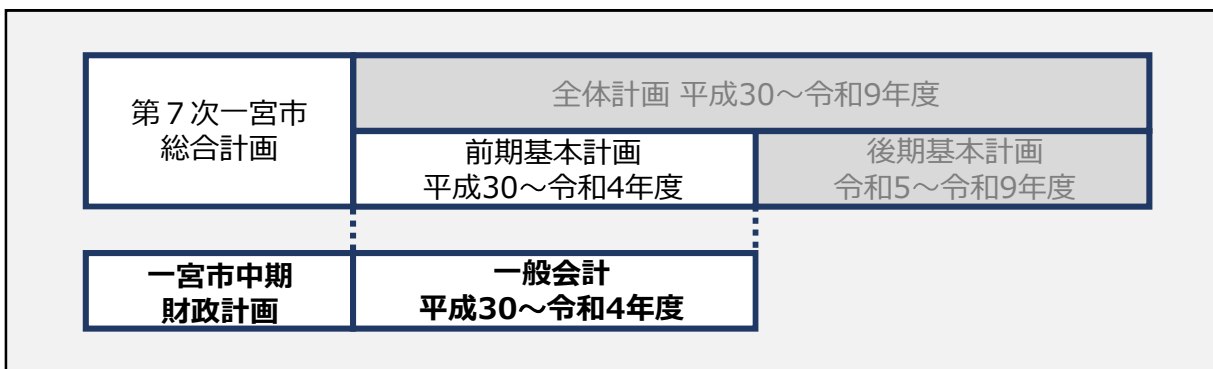 第７次一宮市
総合計画
全体計画 平成30～令和9年度
前期基本計画
平成30～令和4年度
後期基本計画
令和5～令和9年度
一宮市中期
財政計画
一般会計
平成30～令和4年度